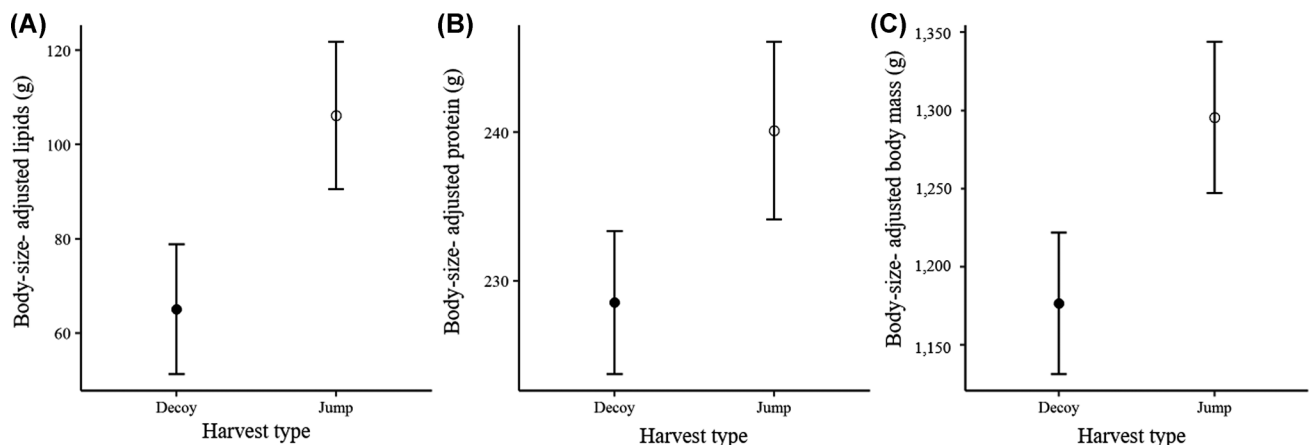 (A)
Body-size- adjusted lipids (g)
120
100
80
60
Decoy
Jump
Harvest type
(B)
Body-size- adjusted protein (g)
240
230
Decoy
Jump
Harvest type
(C)
Body-size- adjusted body mass (g)
1,350
1,300
1,250
1,200
1,150
Decoy
Jump
Harvest type